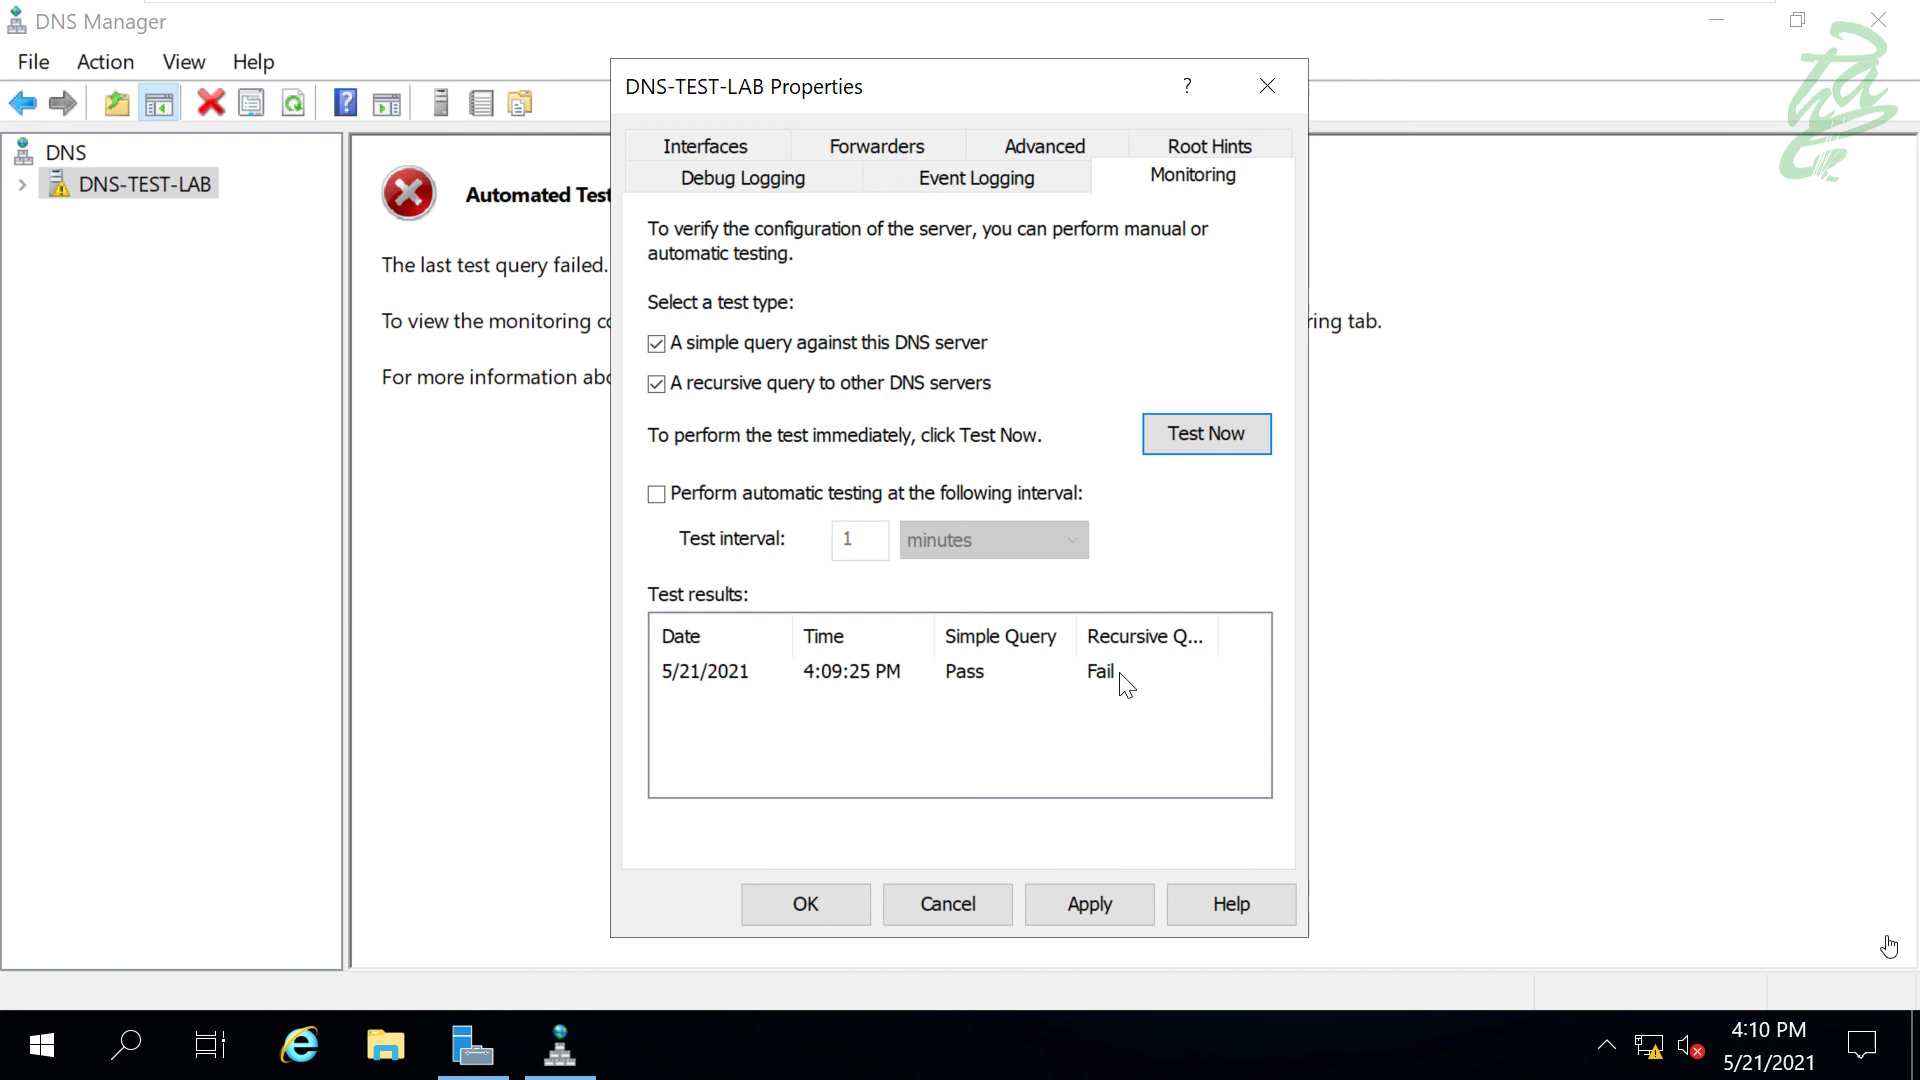 DNS Manager
File Action View Help
DNS
DNS-TEST-LAB
Automated Test
The last test query failed.
To view the monitoring co
ring tab.
For more information abo
DNS-TEST-LAB Properties
?
Interfaces Forwarders Advanced Root Hints
Debug Logging Event Logging Monitoring
To verify the configuration of the server, you can perform manual or
automatic testing.
Select a test type:
A simple query against this DNS server
A recursive query to other DNS servers
To perform the test immediately, click Test Now.
Test Now
Perform automatic testing at the following interval:
Test interval: 1 minutes
Test results:
Date Time Simple Query Recursive Q...
5/21/2021 4:09:25 PM Pass Fail
OK Cancel Apply Help
4:10 PM
5/21/2021